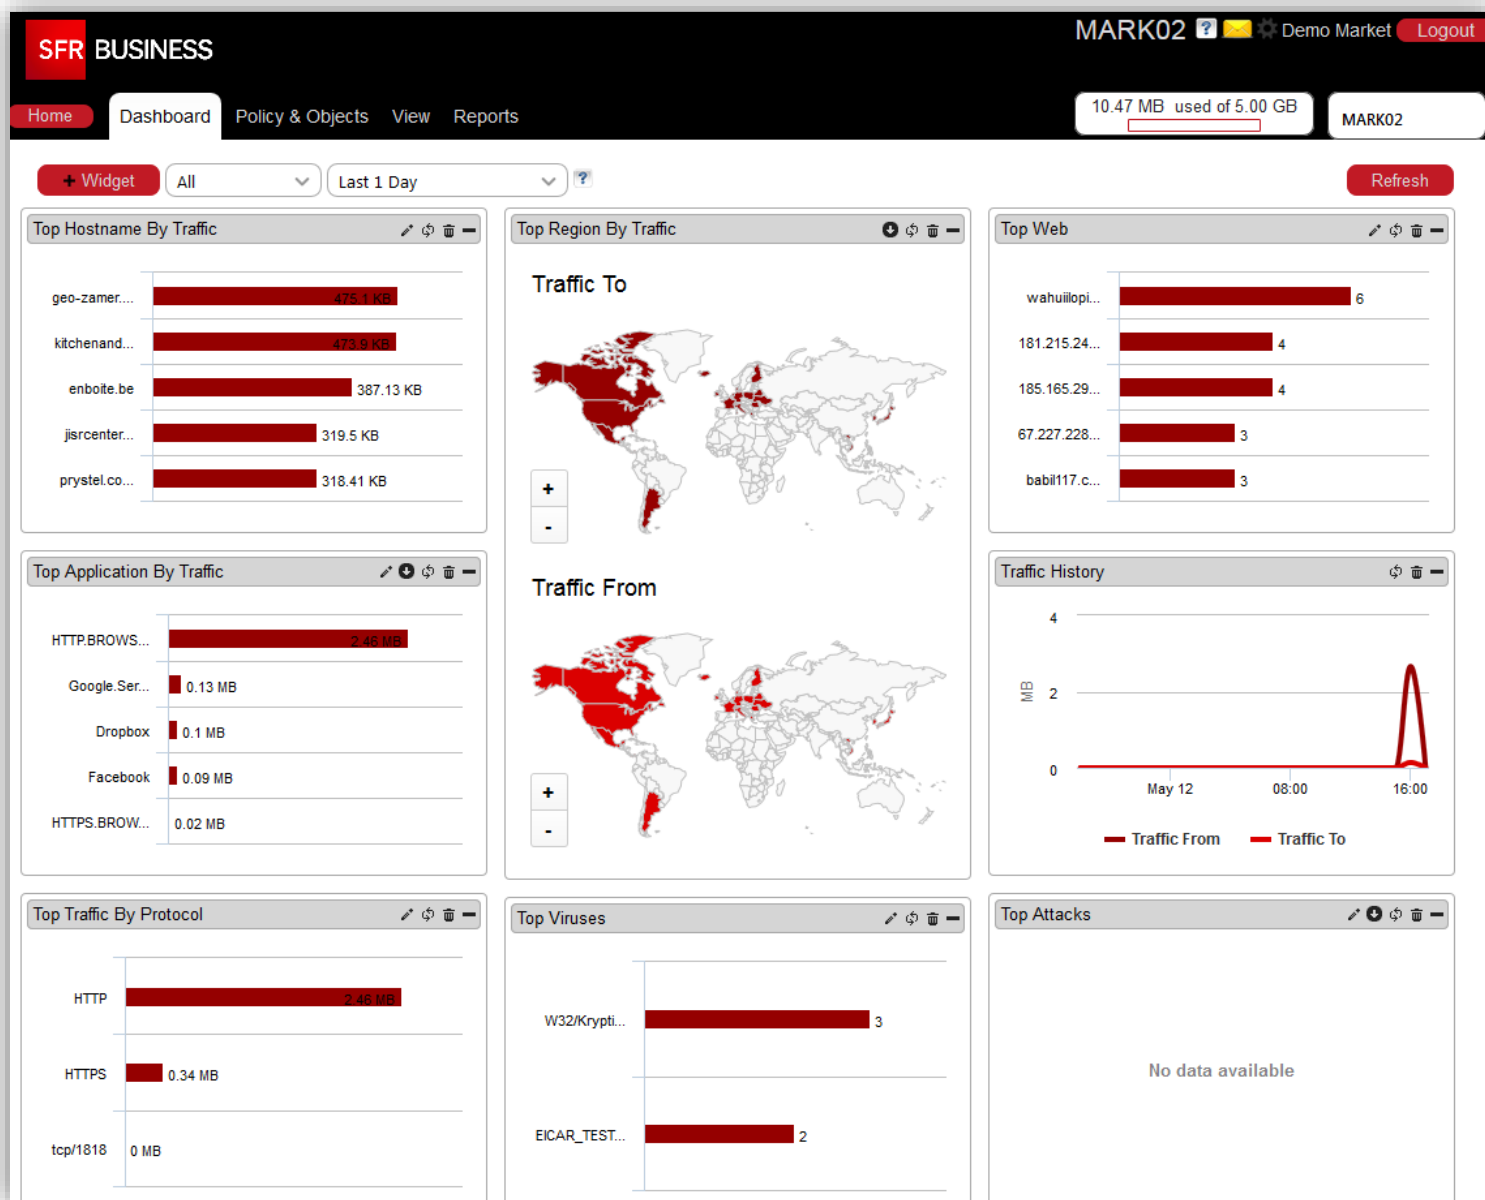 SFR BUSINESS
MARK02 ? Demo Market Logout
Home Dashboard Policy & Objects View Reports
10.47 MB used of 5.00 GB
MARK02
+ Widget All Last 1 Day ? Refresh
Top Hostname By Traffic
geo-zamer.... 475.1 KB
kitchenand... 473.9 KB
enboite.be 387.13 KB
jisrcenter... 319.5 KB
prystel.co... 318.41 KB
Top Region By Traffic
Traffic To
+
-
Traffic From
+
-
Top Web
wahuiilopi... 6
181.215.24... 4
185.165.29... 4
67.227.228... 3
babil117.c... 3
Top Application By Traffic
HTTP.BROWS... 2.46 MB
Google.Ser... 0.13 MB
Dropbox 0.1 MB
Facebook 0.09 MB
HTTPS.BROW... 0.02 MB
Traffic History
MB
4
2
0
May 12 08:00 16:00
Traffic From Traffic To
Top Traffic By Protocol
HTTP 2.46 MB
HTTPS 0.34 MB
tcp/1818 0 MB
Top Viruses
W32/Krypti... 3
EICAR_TEST... 2
Top Attacks
No data available